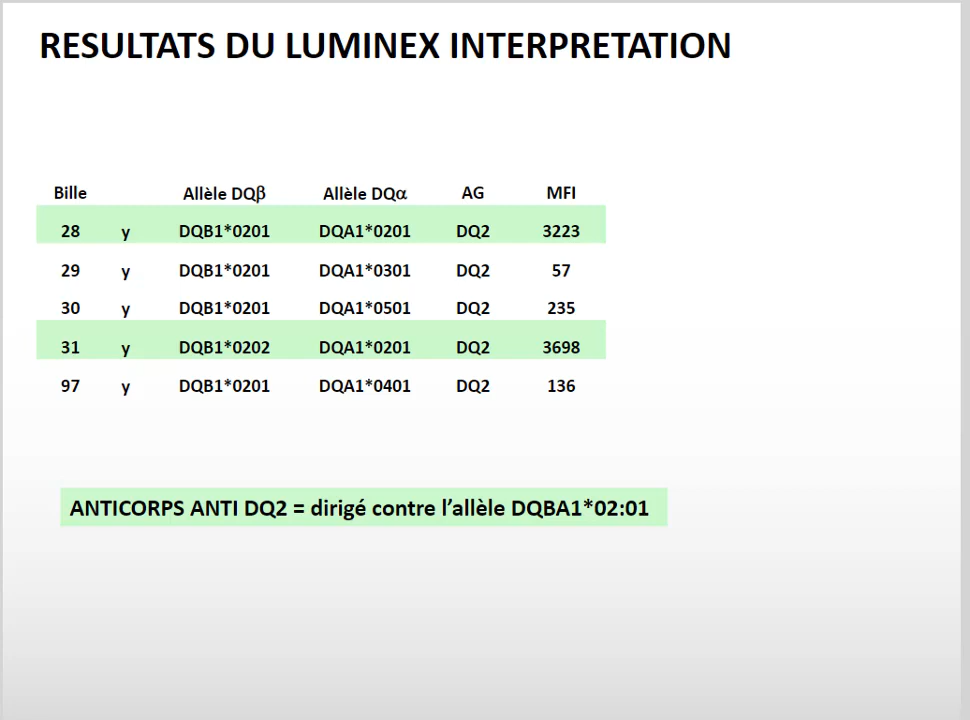 RESULTATS DU LUMINEX INTERPRETATION
Bille Allèle DQβ Allèle DQα AG MFI
28 y DQB1*0201 DQA1*0201 DQ2 3223
29 y DQB1*0201 DQA1*0301 DQ2 57
30 y DQB1*0201 DQA1*0501 DQ2 235
31 y DQB1*0202 DQA1*0201 DQ2 3698
97 y DQB1*0201 DQA1*0401 DQ2 136
ANTICORPS ANTI DQ2 = dirigé contre l’allèle DQBA1*02:01